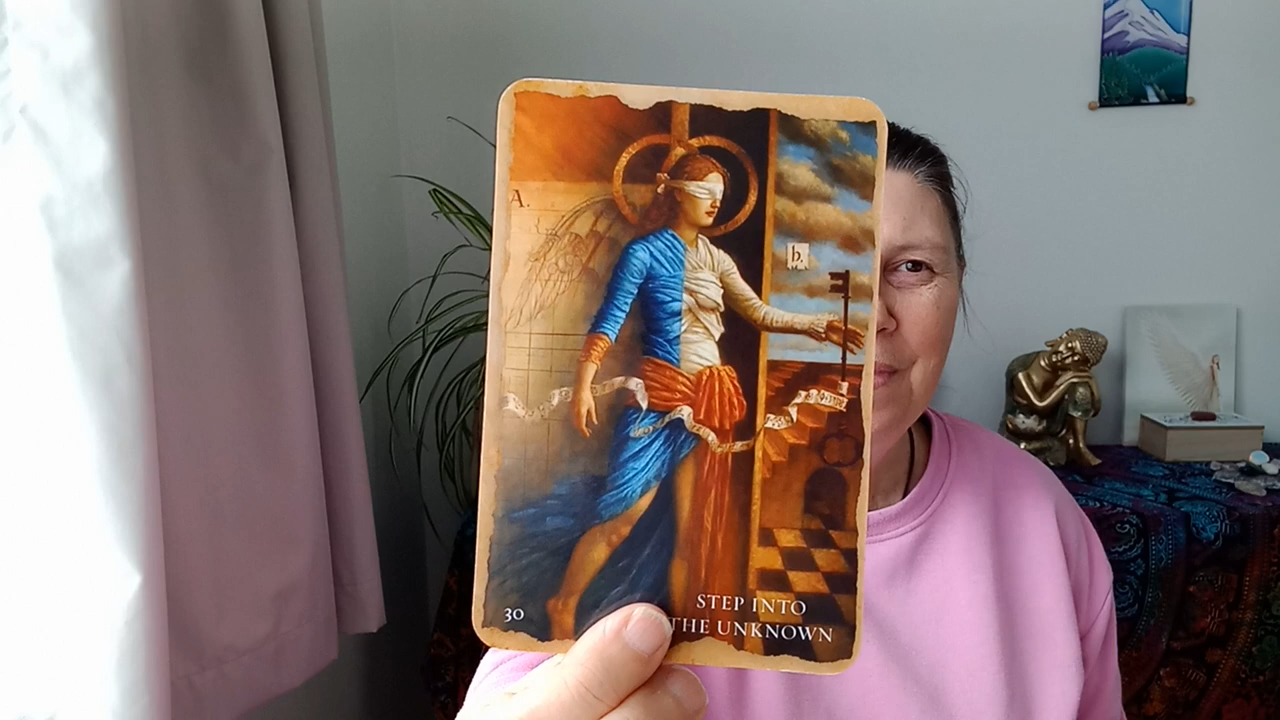 A.
b.
30
STEP INTO
THE UNKNOWN